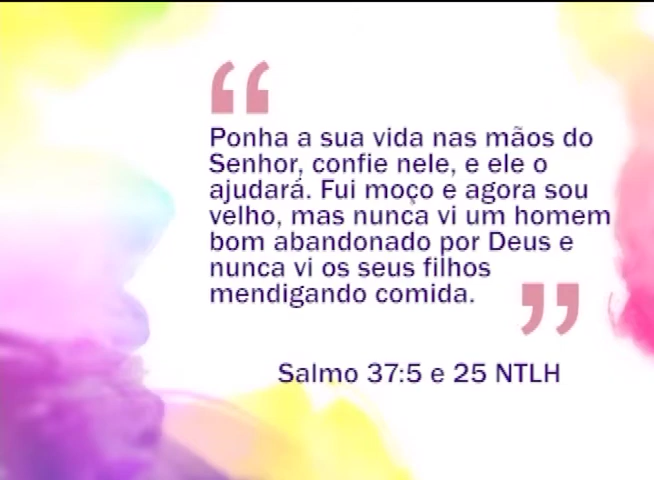 “
Ponha a sua vida nas mãos do
Senhor, confie nele, e ele o
ajudará. Fui moço e agora sou
velho, mas nunca vi um homem
bom abandonado por Deus e
nunca vi os seus filhos
mendigando comida.
”
Salmo 37:5 e 25 NTLH